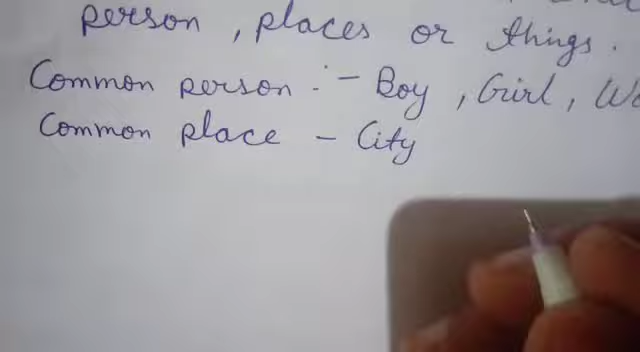 person, places or things.
Common person :- Boy, Girl,
Common place - City